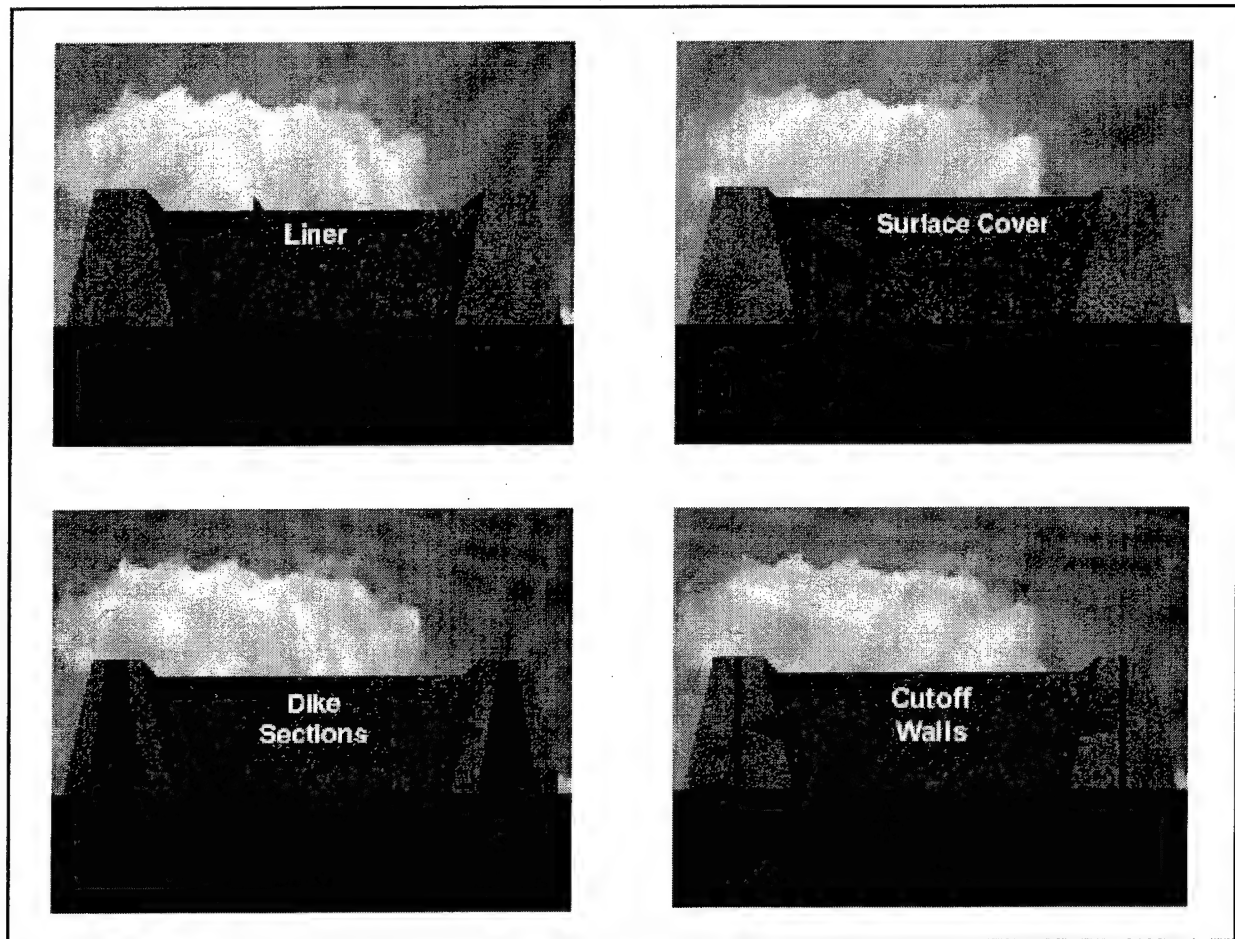 Liner
Surlace Cover
Dike
Sections
Cutoff
Walls